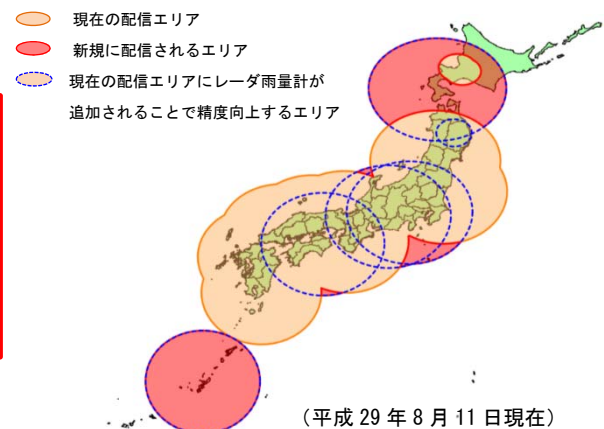 現在の配信エリア
新規に配信されるエリア
現在の配信エリアにレーダ雨量計が
追加されることで精度向上するエリア
(平成 29 年 8 月 11 日現在)